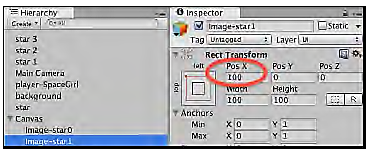 Hierarchy
Create
star 3
star 2
star 1
Main Camera
player-SpaceGirl
background
star
Canvas
Image-star0
Image-star1
Inspector
Image-star1 Static
Tag Untagged Layer UI
Rect Transform
left Pos X Pos Y Pos Z
top 100 0 0
Width Height
100 100 R
Anchors
Min X 0 Y 1
Max X 0 Y 1